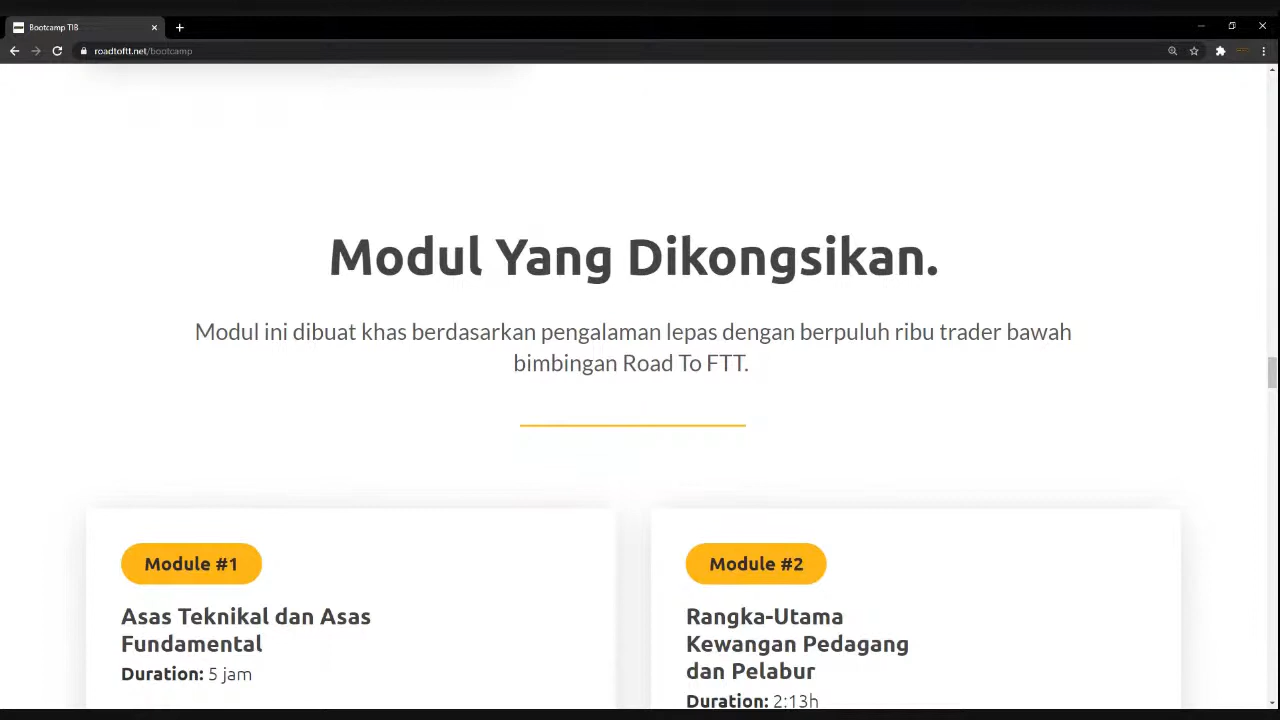 Bootcamp TIB
roadtoftt.net/bootcamp
Modul Yang Dikongsikan.
Modul ini dibuat khas berdasarkan pengalaman lepas dengan berpuluh ribu trader bawah
bimbingan Road To FTT.
Module #1
Asas Teknikal dan Asas
Fundamental
Duration: 5 jam
Module #2
Rangka-Utama
Kewangan Pedagang
dan Pelabur
Duration: 2:13h